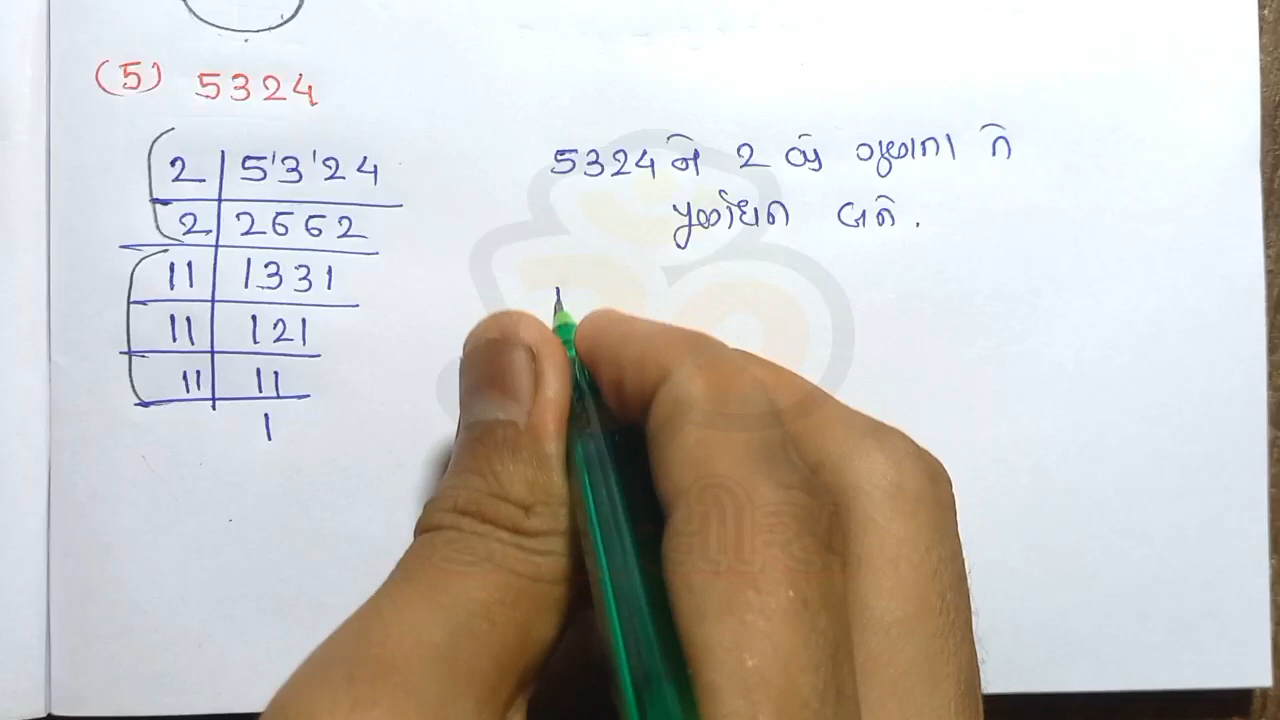 (5) 5324
2 | 5'3'24
2 | 2662
11 | 1331
11 | 121
11 | 11
1
5324 ને 2 વડે ગુણતા તે
પૂર્ણઘન બને.